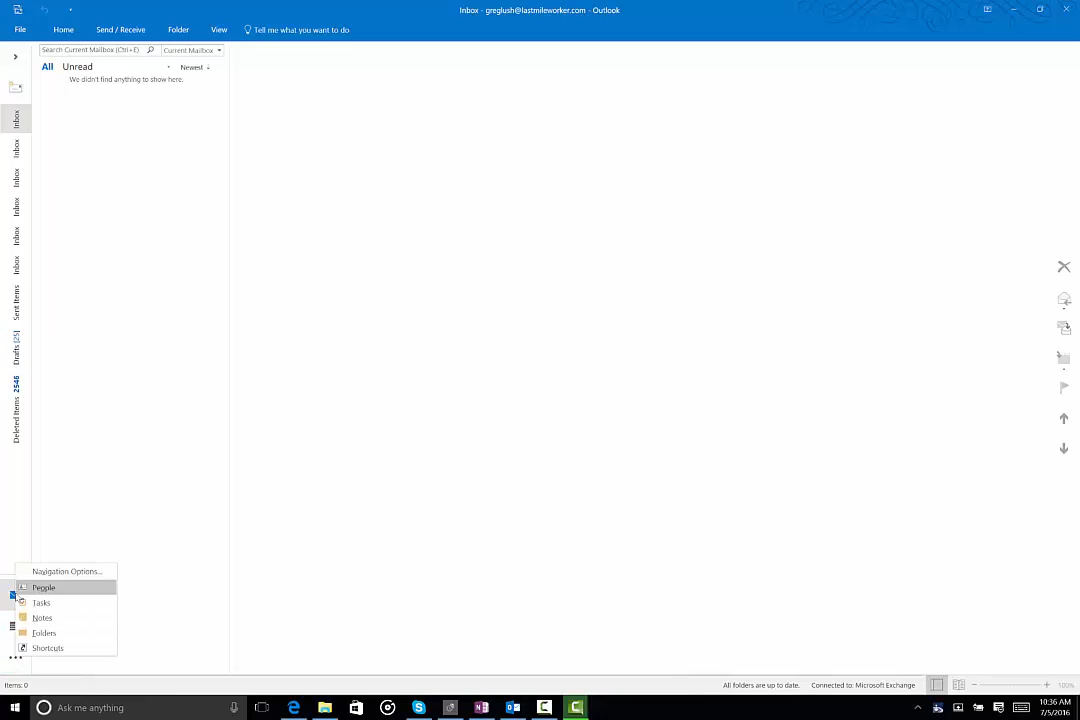 Inbox - greglush@lastmileworker.com - Outlook
File Home Send / Receive Folder View Tell me what you want to do
Search Current Mailbox (Ctrl+E) Current Mailbox
All Unread Newest ↓
We didn't find anything to show here.
Inbox
Inbox
Inbox
Inbox
Inbox
Inbox
Sent Items
Drafts [25]
Deleted Items 2546
Navigation Options...
People
Tasks
Notes
Folders
Shortcuts
Items: 0 All folders are up to date. Connected to: Microsoft Exchange 100%
Ask me anything
10:36 AM
7/5/2016